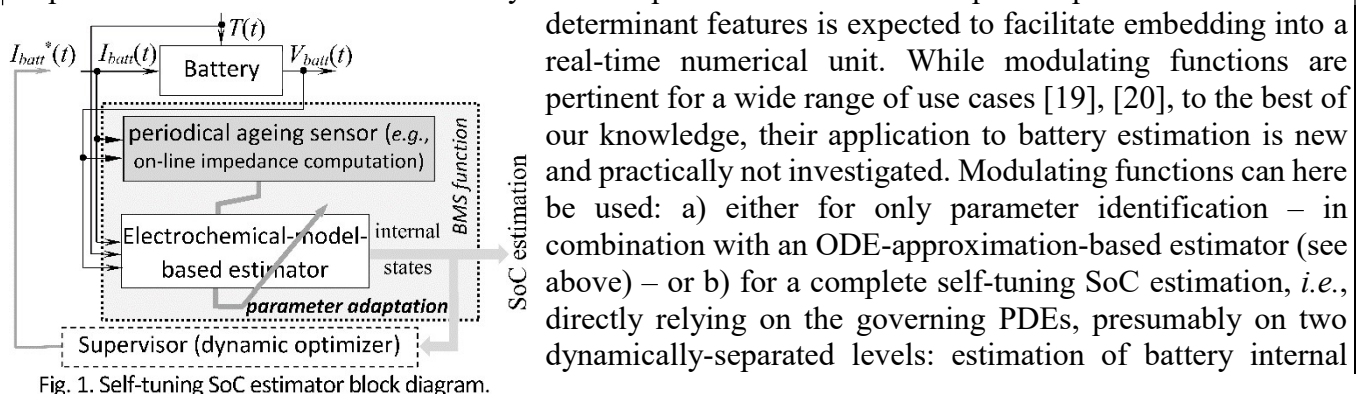 T(t)
I_batt*(t) I_batt(t) V_batt(t)
Battery
periodical ageing sensor (e.g.,
on-line impedance computation)
BMS function
Electrochemical-model-
based estimator
internal
states
parameter adaptation
SoC estimation
Supervisor (dynamic optimizer)
Fig. 1. Self-tuning SoC estimator block diagram.
determinant features is expected to facilitate embedding into a
real-time numerical unit. While modulating functions are
pertinent for a wide range of use cases [19], [20], to the best of
our knowledge, their application to battery estimation is new
and practically not investigated. Modulating functions can here
be used: a) either for only parameter identification – in
combination with an ODE-approximation-based estimator (see
above) – or b) for a complete self-tuning SoC estimation, i.e.,
directly relying on the governing PDEs, presumably on two
dynamically-separated levels: estimation of battery internal